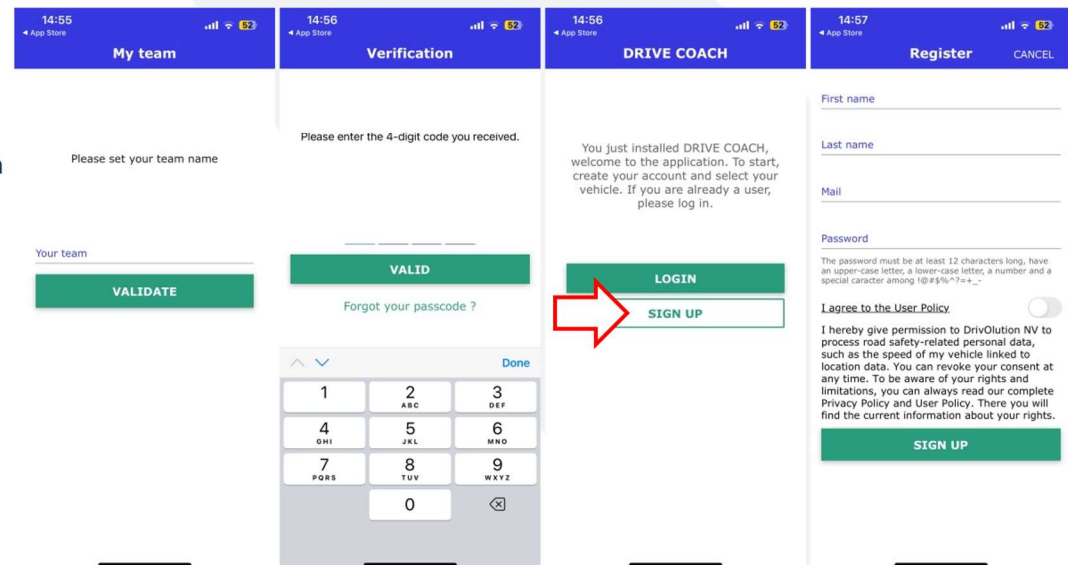 14:55
52
App Store
My team
Please set your team name
Your team
VALIDATE
14:56
52
App Store
Verification
Please enter the 4-digit code you received.
VALID
Forgot your passcode ?
Done
1
2
ABC
3
DEF
4
GHI
5
JKL
6
MNO
7
PQRS
8
TUV
9
WXYZ
0
14:56
52
App Store
DRIVE COACH
You just installed DRIVE COACH,
welcome to the application. To start,
create your account and select your
vehicle. If you are already a user,
please log in.
LOGIN
SIGN UP
14:57
52
App Store
Register
CANCEL
First name
Last name
Mail
Password
The password must be at least 12 characters long, have
an upper-case letter, a lower-case letter, a number and a
special caracter among !@#$%^?=+_-
I agree to the User Policy
I hereby give permission to DrivOlution NV to
process road safety-related personal data,
such as the speed of my vehicle linked to
location data. You can revoke your consent at
any time. To be aware of your rights and
limitations, you can always read our complete
Privacy Policy and User Policy. There you will
find the current information about your rights.
SIGN UP